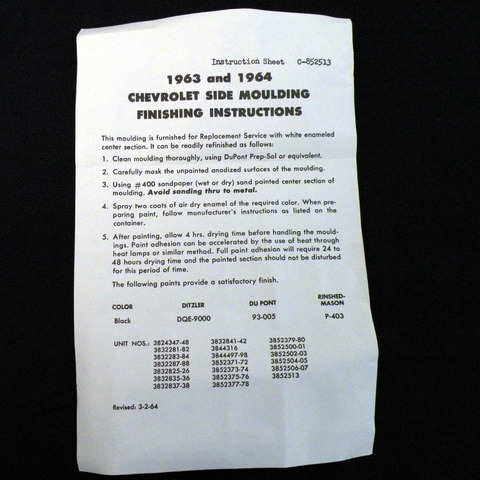 Instruction Sheet C-852513
1963 and 1964
CHEVROLET SIDE MOULDING
FINISHING INSTRUCTIONS
This moulding is furnished for Replacement Service with white enameled
center section. It can be readily refinished as follows:
1. Clean moulding thoroughly, using DuPont Prep-Sol or equivalent.
2. Carefully mask the unpainted anodized surfaces of the moulding.
3. Using #400 sandpaper (wet or dry) sand painted center section of
moulding. Avoid sanding thru to metal.
4. Spray two coats of air dry enamel of the required color. When pre-
paring paint, follow manufacturer's instructions as listed on the
container.
5. After painting, allow 4 hrs. drying time before handling the mould-
ings. Paint adhesion can be accelerated by the use of heat through
heat lamps or similar method. Full paint adhesion will require 24 to
48 hours drying time and the painted section should not be disturbed
for this period of time.
The following paints provide a satisfactory finish.
COLOR DITZLER DU PONT RINSHED-MASON
Black DQE-9000 93-005 P-403
UNIT NOS.: 3824347-48 3832841-42 3852379-80
3832281-82 3844316 3852500-01
3832283-84 3844497-98 3852502-03
3832287-88 3852371-72 3852504-05
3832825-26 3852373-74 3852506-07
3832835-36 3852375-76 3852513
3832837-38 3852377-78
Revised: 3-2-64